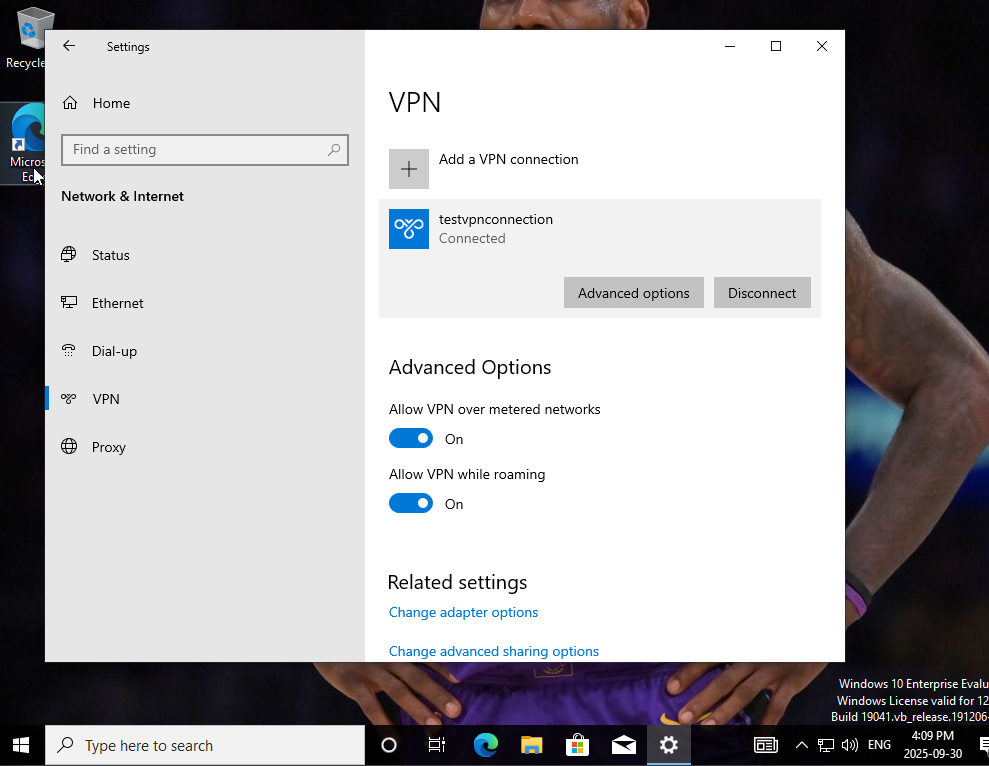 Recycle
Micros
Ed
Settings
Home
Find a setting
Network & Internet
Status
Ethernet
Dial-up
VPN
Proxy
VPN
Add a VPN connection
testvpnconnection
Connected
Advanced options
Disconnect
Advanced Options
Allow VPN over metered networks
On
Allow VPN while roaming
On
Related settings
Change adapter options
Change advanced sharing options
Windows 10 Enterprise Evalu
Windows License valid for 12
Build 19041.vb_release.191206-
Type here to search
ENG
4:09 PM
2025-09-30